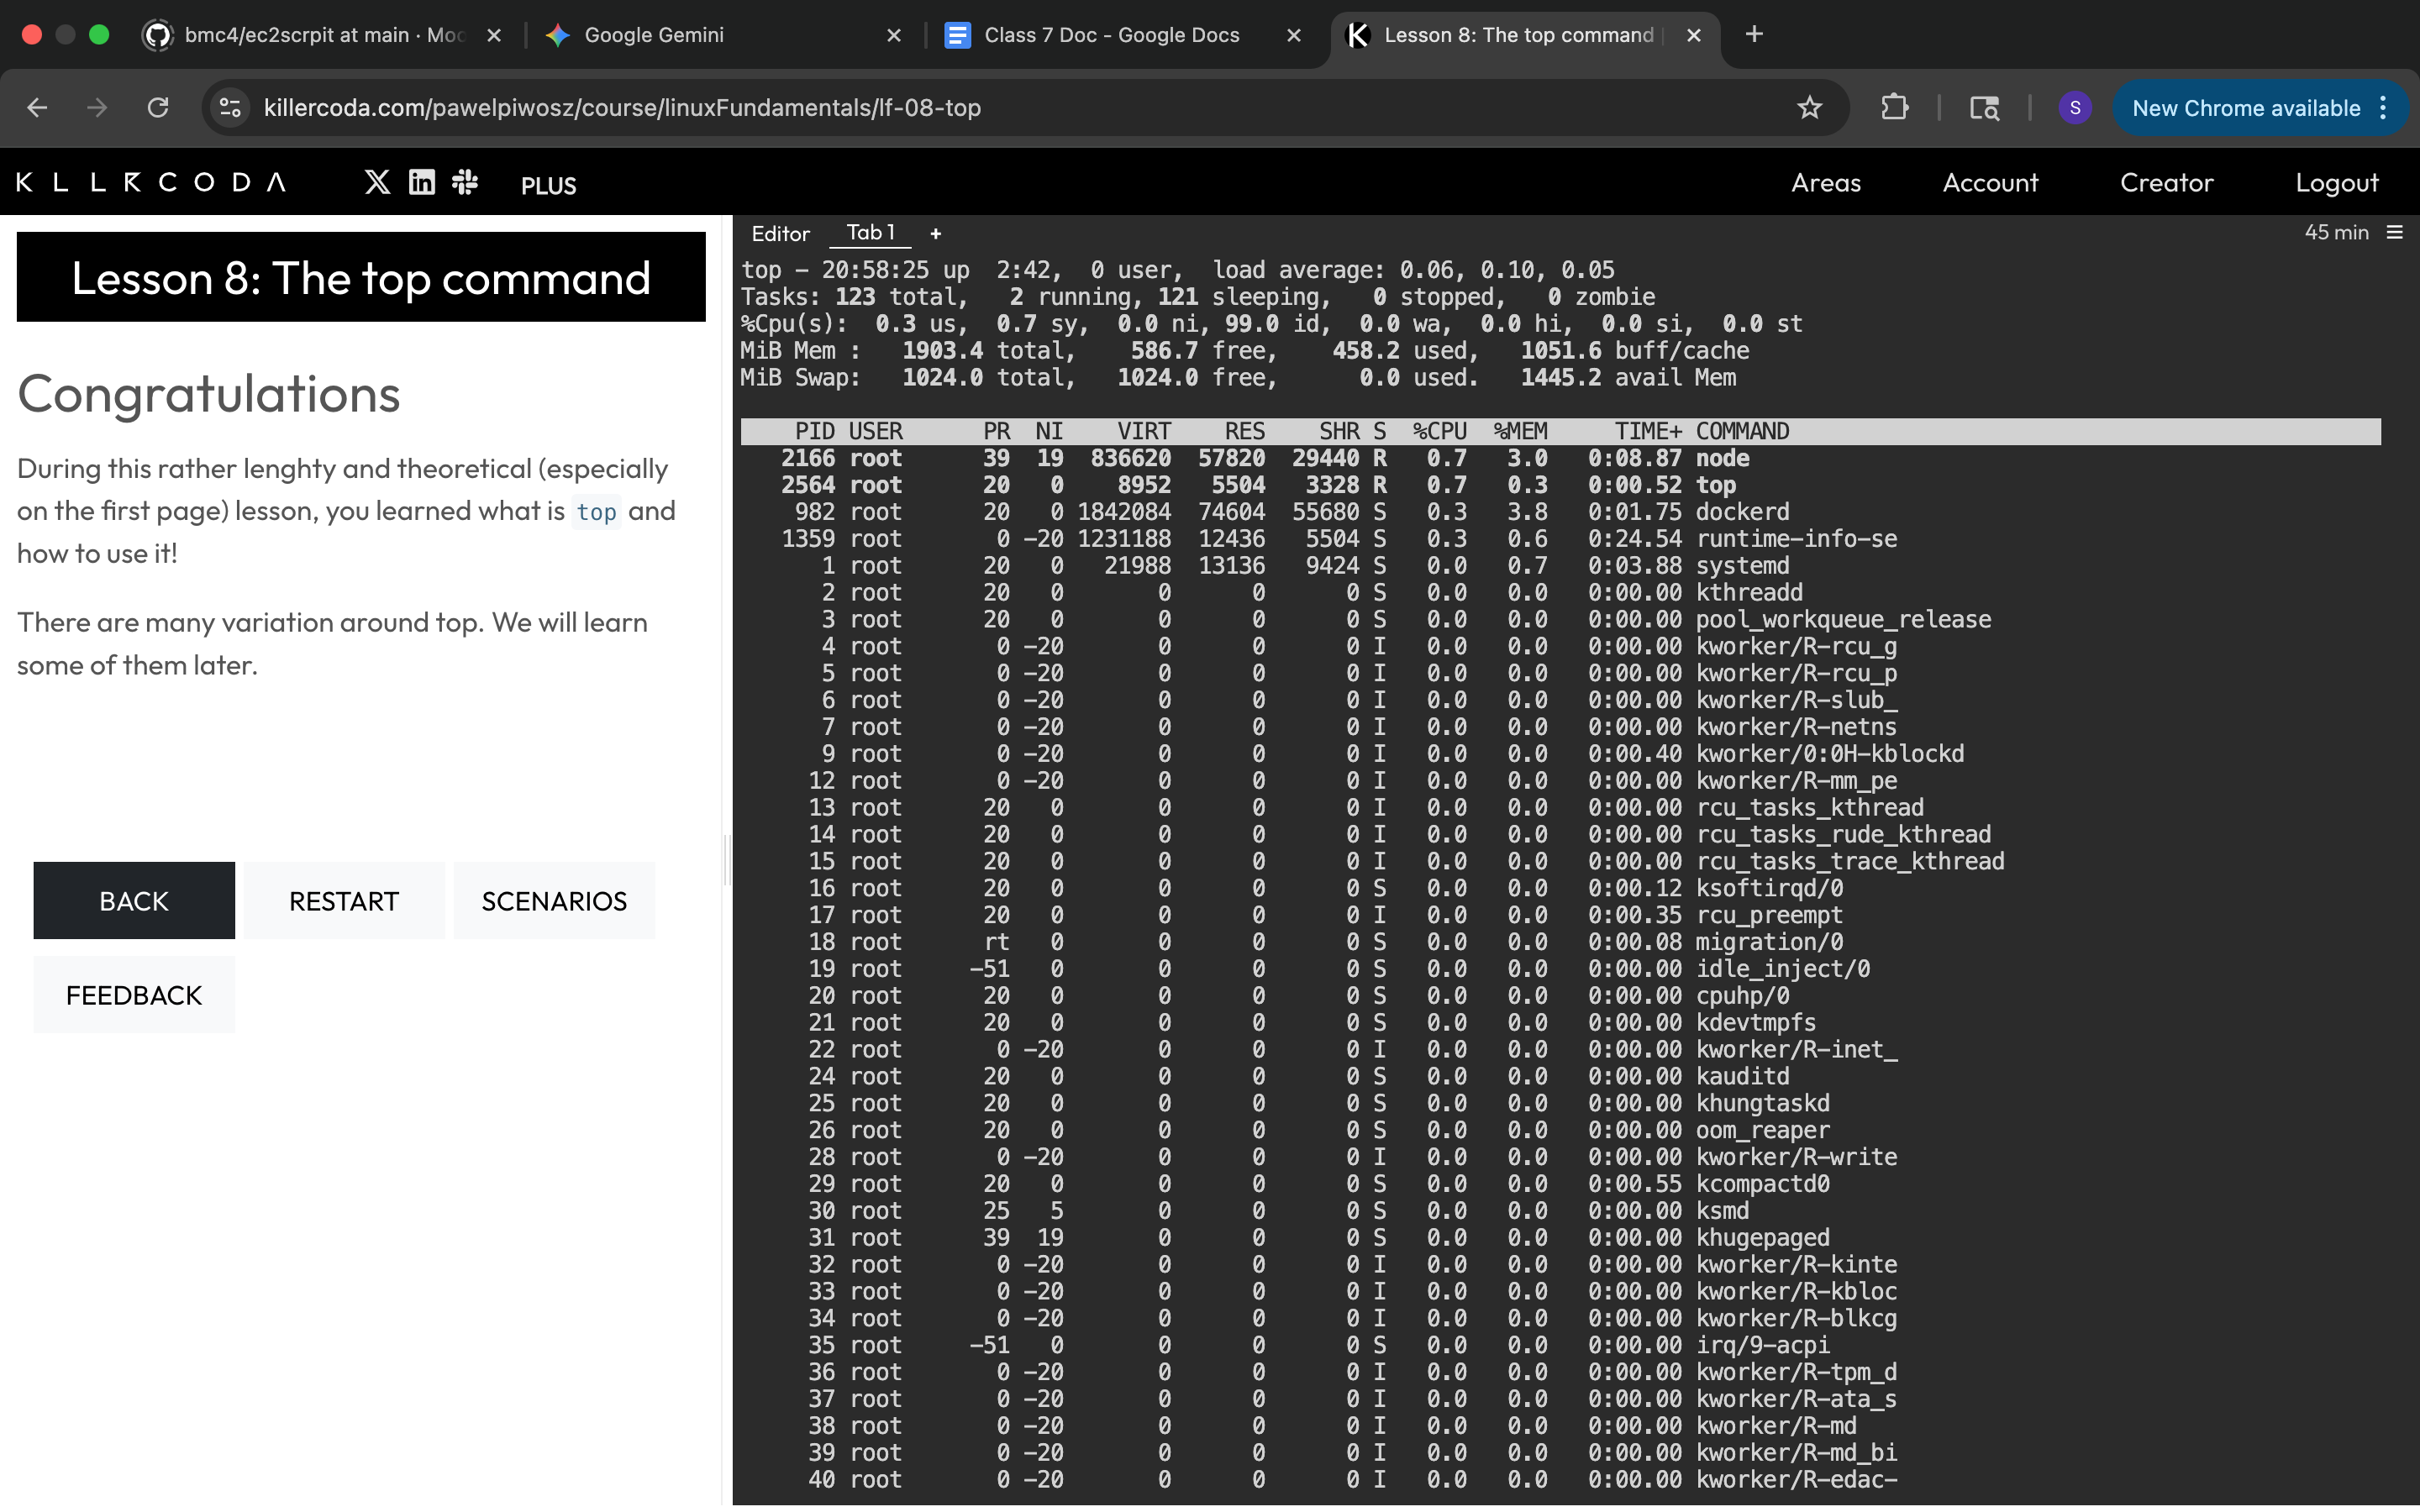 bmc4/ec2scrpit at main · Moc
Google Gemini
Class 7 Doc - Google Docs
Lesson 8: The top command
killercoda.com/pawelpiwosz/course/linuxFundamentals/lf-08-top
S
New Chrome available
KLLRCODA
PLUS
Areas
Account
Creator
Logout
Lesson 8: The top command
Congratulations
During this rather lenghty and theoretical (especially
on the first page) lesson, you learned what is top and
how to use it!
There are many variation around top. We will learn
some of them later.
BACK
RESTART
SCENARIOS
FEEDBACK
Editor
Tab 1
+
45 min
top - 20:58:25 up  2:42,  0 user,  load average: 0.06, 0.10, 0.05
Tasks: 123 total,   2 running, 121 sleeping,   0 stopped,   0 zombie
%Cpu(s):  0.3 us,  0.7 sy,  0.0 ni, 99.0 id,  0.0 wa,  0.0 hi,  0.0 si,  0.0 st
MiB Mem :   1903.4 total,    586.7 free,    458.2 used,   1051.6 buff/cache
MiB Swap:   1024.0 total,   1024.0 free,      0.0 used.   1445.2 avail Mem
PID USER PR NI VIRT RES SHR S %CPU %MEM TIME+ COMMAND
2166 root 39 19 836620 57820 29440 R 0.7 3.0 0:08.87 node
2564 root 20 0 8952 5504 3328 R 0.7 0.3 0:00.52 top
982 root 20 0 1842084 74604 55680 S 0.3 3.8 0:01.75 dockerd
1359 root 0 -20 1231188 12436 5504 S 0.3 0.6 0:24.54 runtime-info-se
1 root 20 0 21988 13136 9424 S 0.0 0.7 0:03.88 systemd
2 root 20 0 0 0 0 S 0.0 0.0 0:00.00 kthreadd
3 root 20 0 0 0 0 S 0.0 0.0 0:00.00 pool_workqueue_release
4 root 0 -20 0 0 0 I 0.0 0.0 0:00.00 kworker/R-rcu_g
5 root 0 -20 0 0 0 I 0.0 0.0 0:00.00 kworker/R-rcu_p
6 root 0 -20 0 0 0 I 0.0 0.0 0:00.00 kworker/R-slub_
7 root 0 -20 0 0 0 I 0.0 0.0 0:00.00 kworker/R-netns
9 root 0 -20 0 0 0 I 0.0 0.0 0:00.40 kworker/0:0H-kblockd
12 root 0 -20 0 0 0 I 0.0 0.0 0:00.00 kworker/R-mm_pe
13 root 20 0 0 0 0 I 0.0 0.0 0:00.00 rcu_tasks_kthread
14 root 20 0 0 0 0 I 0.0 0.0 0:00.00 rcu_tasks_rude_kthread
15 root 20 0 0 0 0 I 0.0 0.0 0:00.00 rcu_tasks_trace_kthread
16 root 20 0 0 0 0 S 0.0 0.0 0:00.12 ksoftirqd/0
17 root 20 0 0 0 0 I 0.0 0.0 0:00.35 rcu_preempt
18 root rt 0 0 0 0 S 0.0 0.0 0:00.08 migration/0
19 root -51 0 0 0 0 S 0.0 0.0 0:00.00 idle_inject/0
20 root 20 0 0 0 0 S 0.0 0.0 0:00.00 cpuhp/0
21 root 20 0 0 0 0 S 0.0 0.0 0:00.00 kdevtmpfs
22 root 0 -20 0 0 0 I 0.0 0.0 0:00.00 kworker/R-inet_
24 root 20 0 0 0 0 S 0.0 0.0 0:00.00 kauditd
25 root 20 0 0 0 0 S 0.0 0.0 0:00.00 khungtaskd
26 root 20 0 0 0 0 S 0.0 0.0 0:00.00 oom_reaper
28 root 0 -20 0 0 0 I 0.0 0.0 0:00.00 kworker/R-write
29 root 20 0 0 0 0 S 0.0 0.0 0:00.55 kcompactd0
30 root 25 5 0 0 0 S 0.0 0.0 0:00.00 ksmd
31 root 39 19 0 0 0 S 0.0 0.0 0:00.00 khugepaged
32 root 0 -20 0 0 0 I 0.0 0.0 0:00.00 kworker/R-kinte
33 root 0 -20 0 0 0 I 0.0 0.0 0:00.00 kworker/R-kbloc
34 root 0 -20 0 0 0 I 0.0 0.0 0:00.00 kworker/R-blkcg
35 root -51 0 0 0 0 S 0.0 0.0 0:00.00 irq/9-acpi
36 root 0 -20 0 0 0 I 0.0 0.0 0:00.00 kworker/R-tpm_d
37 root 0 -20 0 0 0 I 0.0 0.0 0:00.00 kworker/R-ata_s
38 root 0 -20 0 0 0 I 0.0 0.0 0:00.00 kworker/R-md
39 root 0 -20 0 0 0 I 0.0 0.0 0:00.00 kworker/R-md_bi
40 root 0 -20 0 0 0 I 0.0 0.0 0:00.00 kworker/R-edac-